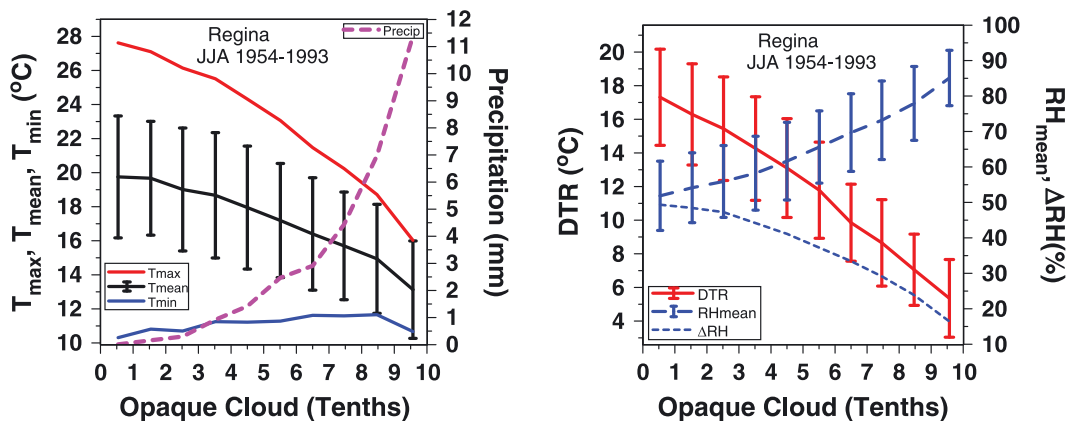 Regina
JJA 1954-1993
Precip
28
26
24
22
20
18
16
14
12
10
Tmax, Tmean, Tmin (ºC)
12
11
10
9
8
7
6
5
4
3
2
1
0
Precipitation (mm)
Tmax
Tmean
Tmin
0 1 2 3 4 5 6 7 8 9 10
Opaque Cloud (Tenths)
Regina
JJA 1954-1993
20
18
16
14
12
10
8
6
4
DTR (ºC)
100
90
80
70
60
50
40
30
20
10
RHmean, ΔRH(%)
DTR
RHmean
ΔRH
0 1 2 3 4 5 6 7 8 9 10
Opaque Cloud (Tenths)